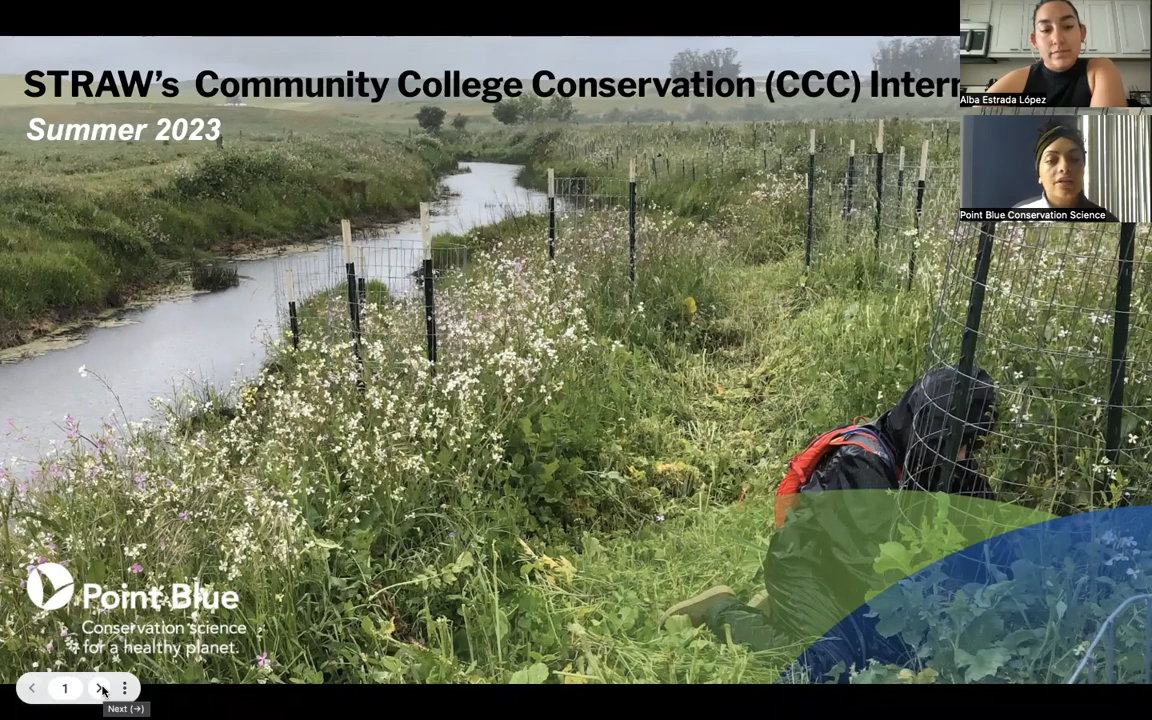 STRAW's Community College Conservation (CCC) Intern
Summer 2023
Alba Estrada López
Point Blue Conservation Science
Point Blue
Conservation science
for a healthy planet.
1
Next (→)